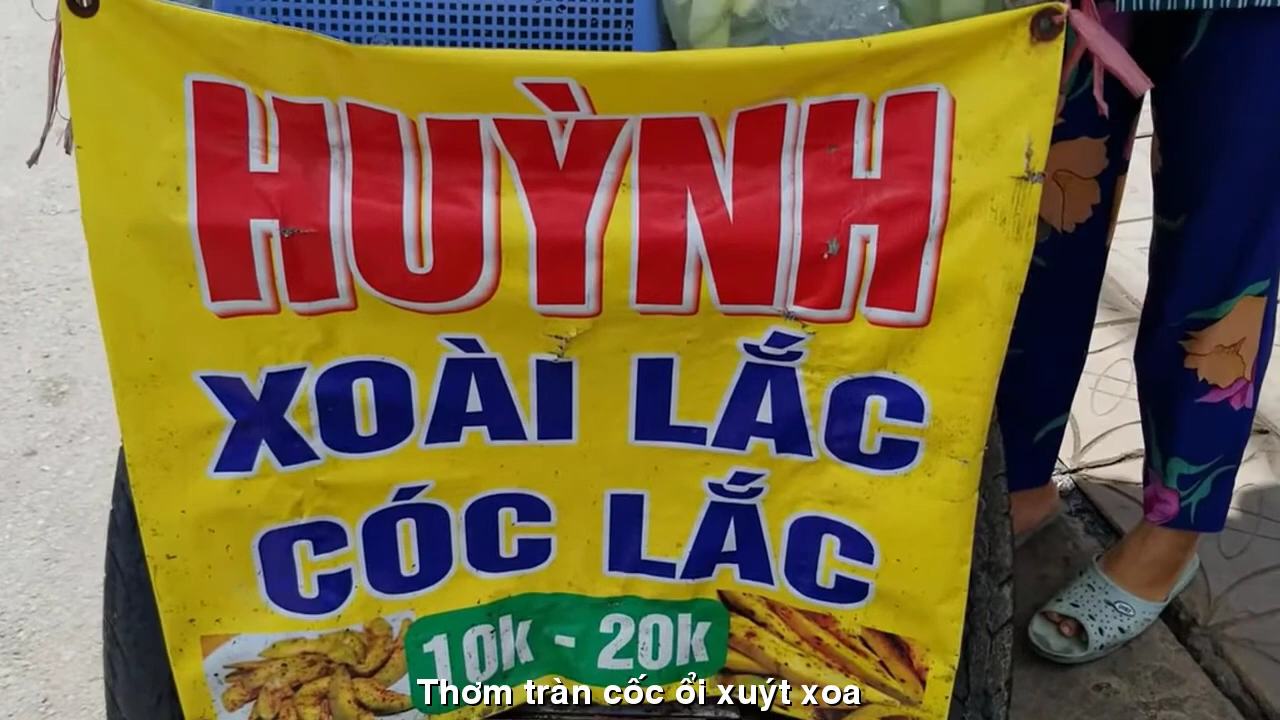 HUỲNH
XOÀI LẮC
CÓC LẮC
10k - 20k
Thơm tràn cốc ổi xuýt xoa